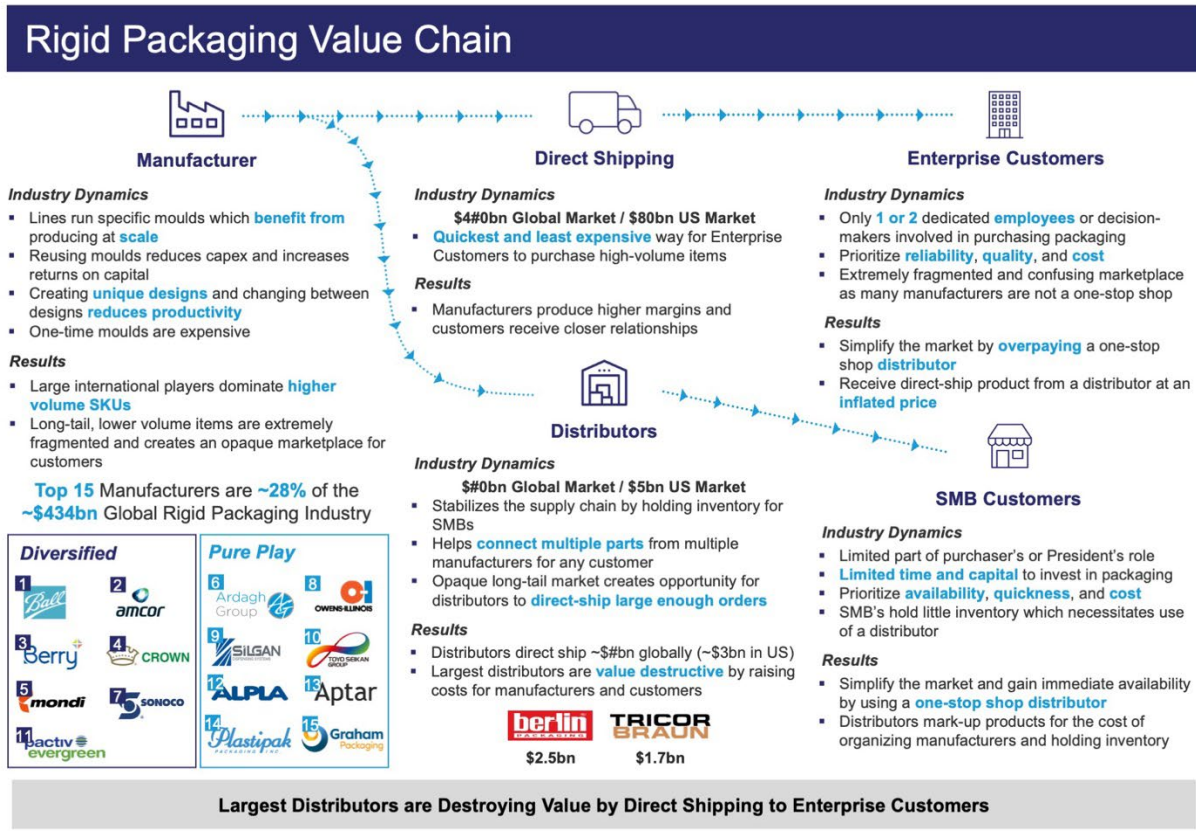 Rigid Packaging Value Chain
Manufacturer
Industry Dynamics
▪ Lines run specific moulds which benefit from
producing at scale
▪ Reusing moulds reduces capex and increases
returns on capital
▪ Creating unique designs and changing between
designs reduces productivity
▪ One-time moulds are expensive
Results
▪ Large international players dominate higher
volume SKUs
▪ Long-tail, lower volume items are extremely
fragmented and creates an opaque marketplace for
customers
Top 15 Manufacturers are ~28% of the
~$434bn Global Rigid Packaging Industry
Diversified
1 Ball
2 amcor
3 Berry
4 CROWN
5 mondi
7 SONOCO
11 pactiv evergreen
Pure Play
6 Ardagh Group
8 OWENS-ILLINOIS
9 SILGAN
10 TOYO SEIKAN GROUP
12 ALPLA
13 Aptar
14 Plastipak
PACKAGING, INC.
15 Graham
Packaging
Direct Shipping
Industry Dynamics
$4#0bn Global Market / $80bn US Market
▪ Quickest and least expensive way for Enterprise
Customers to purchase high-volume items
Results
▪ Manufacturers produce higher margins and
customers receive closer relationships
Distributors
Industry Dynamics
$#0bn Global Market / $5bn US Market
▪ Stabilizes the supply chain by holding inventory for
SMBs
▪ Helps connect multiple parts from multiple
manufacturers for any customer
▪ Opaque long-tail market creates opportunity for
distributors to direct-ship large enough orders
Results
▪ Distributors direct ship ~$#bn globally (~$3bn in US)
▪ Largest distributors are value destructive by raising
costs for manufacturers and customers
berlin
PACKAGING
$2.5bn
TRICOR
BRAUN
$1.7bn
Enterprise Customers
Industry Dynamics
▪ Only 1 or 2 dedicated employees or decision-
makers involved in purchasing packaging
▪ Prioritize reliability, quality, and cost
▪ Extremely fragmented and confusing marketplace
as many manufacturers are not a one-stop shop
Results
▪ Simplify the market by overpaying a one-stop
shop distributor
▪ Receive direct-ship product from a distributor at an
inflated price
SMB Customers
Industry Dynamics
▪ Limited part of purchaser's or President's role
▪ Limited time and capital to invest in packaging
▪ Prioritize availability, quickness, and cost
▪ SMB's hold little inventory which necessitates use
of a distributor
Results
▪ Simplify the market and gain immediate availability
by using a one-stop shop distributor
▪ Distributors mark-up products for the cost of
organizing manufacturers and holding inventory
Largest Distributors are Destroying Value by Direct Shipping to Enterprise Customers